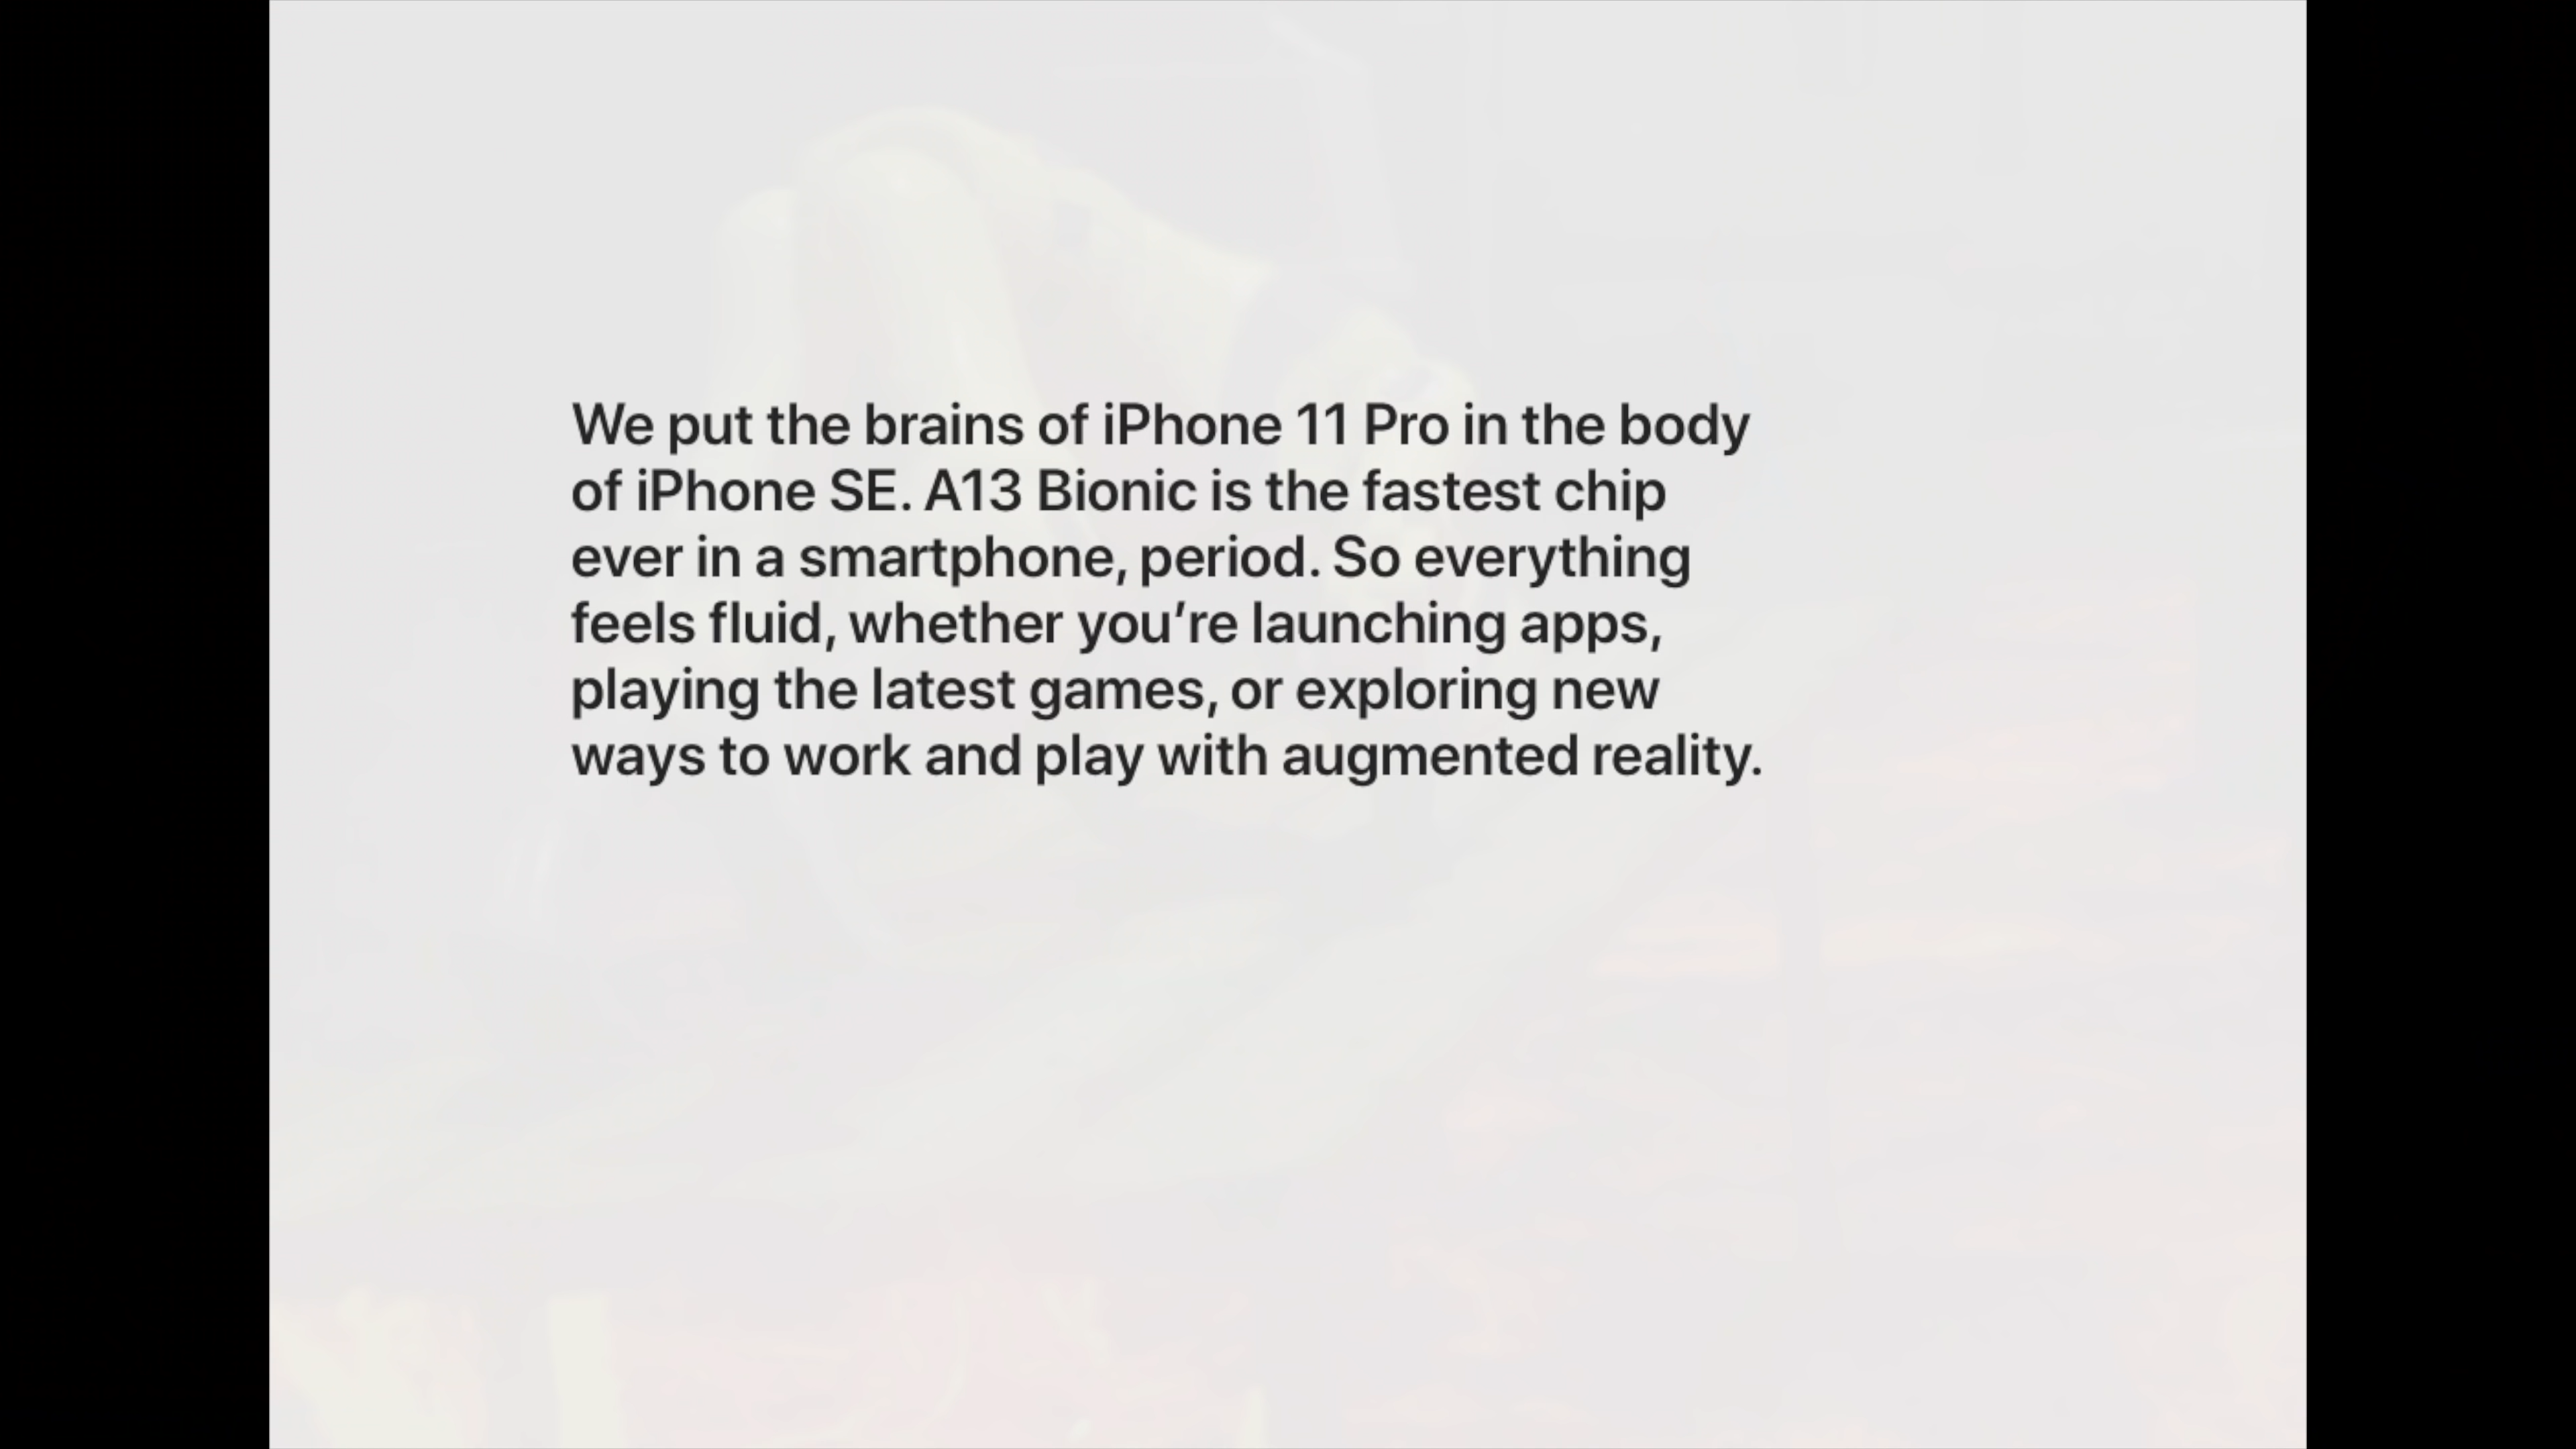 We put the brains of iPhone 11 Pro in the body
of iPhone SE. A13 Bionic is the fastest chip
ever in a smartphone, period. So everything
feels fluid, whether you’re launching apps,
playing the latest games, or exploring new
ways to work and play with augmented reality.